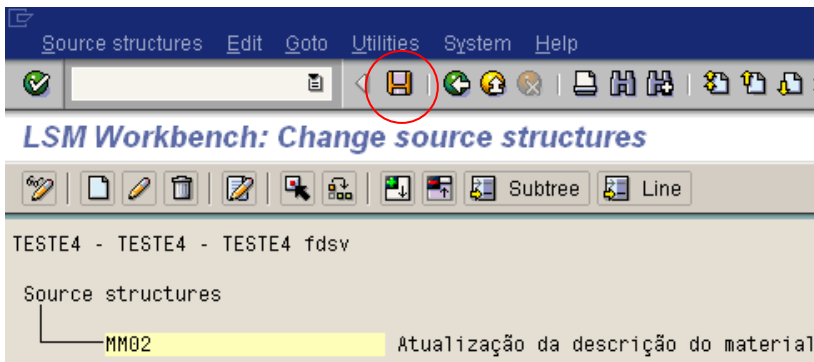 Source structures Edit Goto Utilities System Help
LSM Workbench: Change source structures
Subtree Line
TESTE4 - TESTE4 - TESTE4 fdsv
Source structures
MM02 Atualização da descrição do material